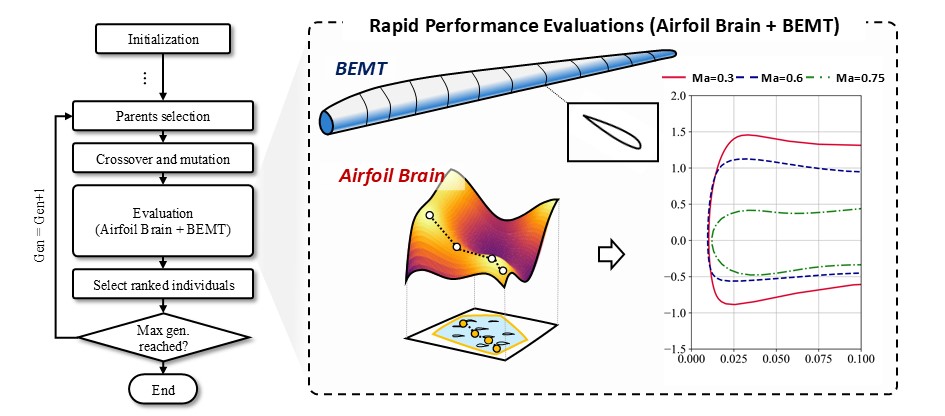 Initialization
⋮
Parents selection
Crossover and mutation
Evaluation
(Airfoil Brain + BEMT)
Select ranked individuals
Max gen.
reached?
End
Gen = Gen+1
Rapid Performance Evaluations (Airfoil Brain + BEMT)
BEMT
Airfoil Brain
Ma=0.3 Ma=0.6 Ma=0.75
2.0
1.5
1.0
0.5
0.0
−0.5
−1.0
−1.5
0.000 0.025 0.050 0.075 0.100